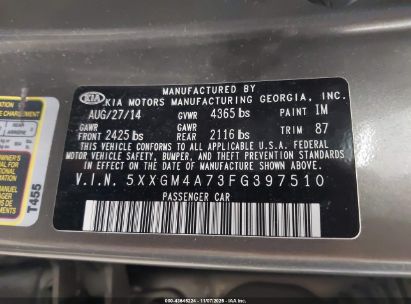 MANUFACTURED BY
KIA KIA MOTORS MANUFACTURING GEORGIA, INC.
AUG/27/14 GVWR 4365 lbs PAINT IM
GAWR FRONT 2425 lbs GAWR REAR 2116 lbs TRIM 87
THIS VEHICLE CONFORMS TO ALL APPLICABLE FEDERAL
MOTOR VEHICLE SAFETY, BUMPER, AND THEFT PREVENTION
STANDARDS IN EFFECT ON THE DATE OF MANUFACTURE SHOWN ABOVE.
V.I.N. 5XXGM4A73FG397510
PASSENGER CAR
T455